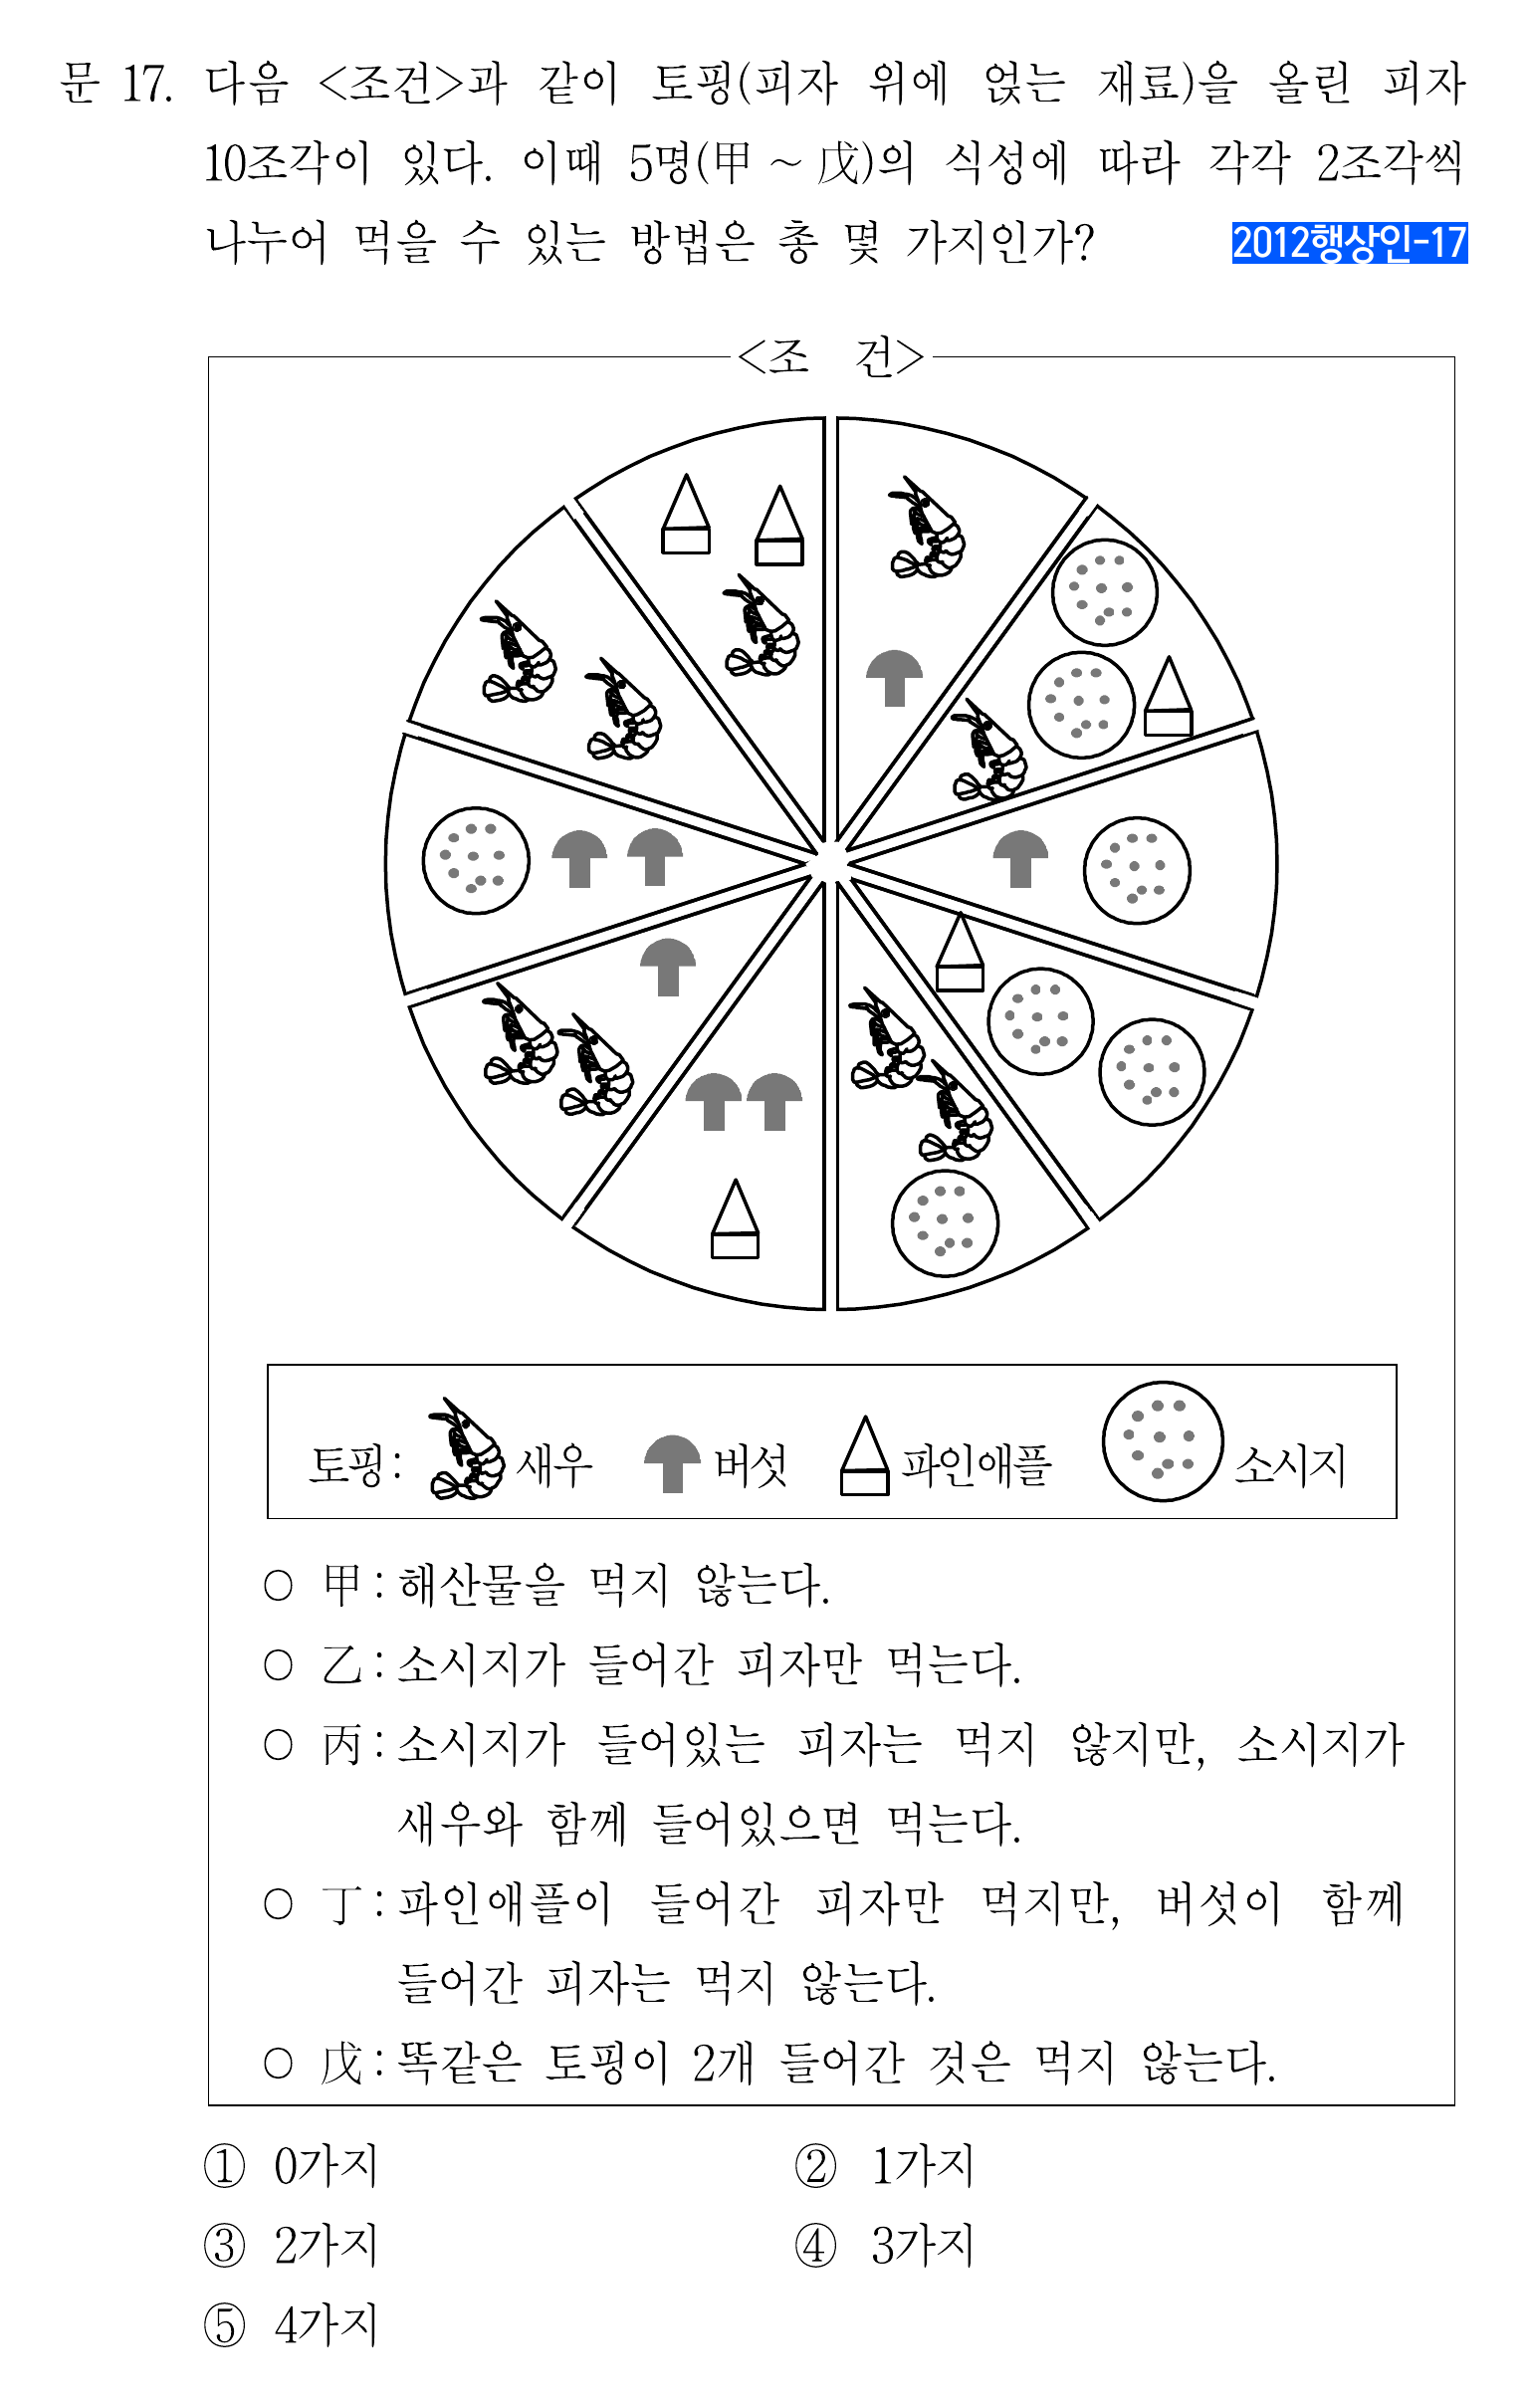 문 17. 다음 <조건>과 같이 토핑(피자 위에 얹는 재료)을 올린 피자
10조각이 있다. 이때 5명(甲 ~ 戊)의 식성에 따라 각각 2조각씩
나누어 먹을 수 있는 방법은 총 몇 가지인가? 2012행상인-17
<조 건>
토핑: 새우 버섯 파인애플 소시지
○ 甲: 해산물을 먹지 않는다.
○ 乙: 소시지가 들어간 피자만 먹는다.
○ 丙: 소시지가 들어있는 피자는 먹지 않지만, 소시지가
새우와 함께 들어있으면 먹는다.
○ 丁: 파인애플이 들어간 피자만 먹지만, 버섯이 함께
들어간 피자는 먹지 않는다.
○ 戊: 똑같은 토핑이 2개 들어간 것은 먹지 않는다.
① 0가지 ② 1가지
③ 2가지 ④ 3가지
⑤ 4가지